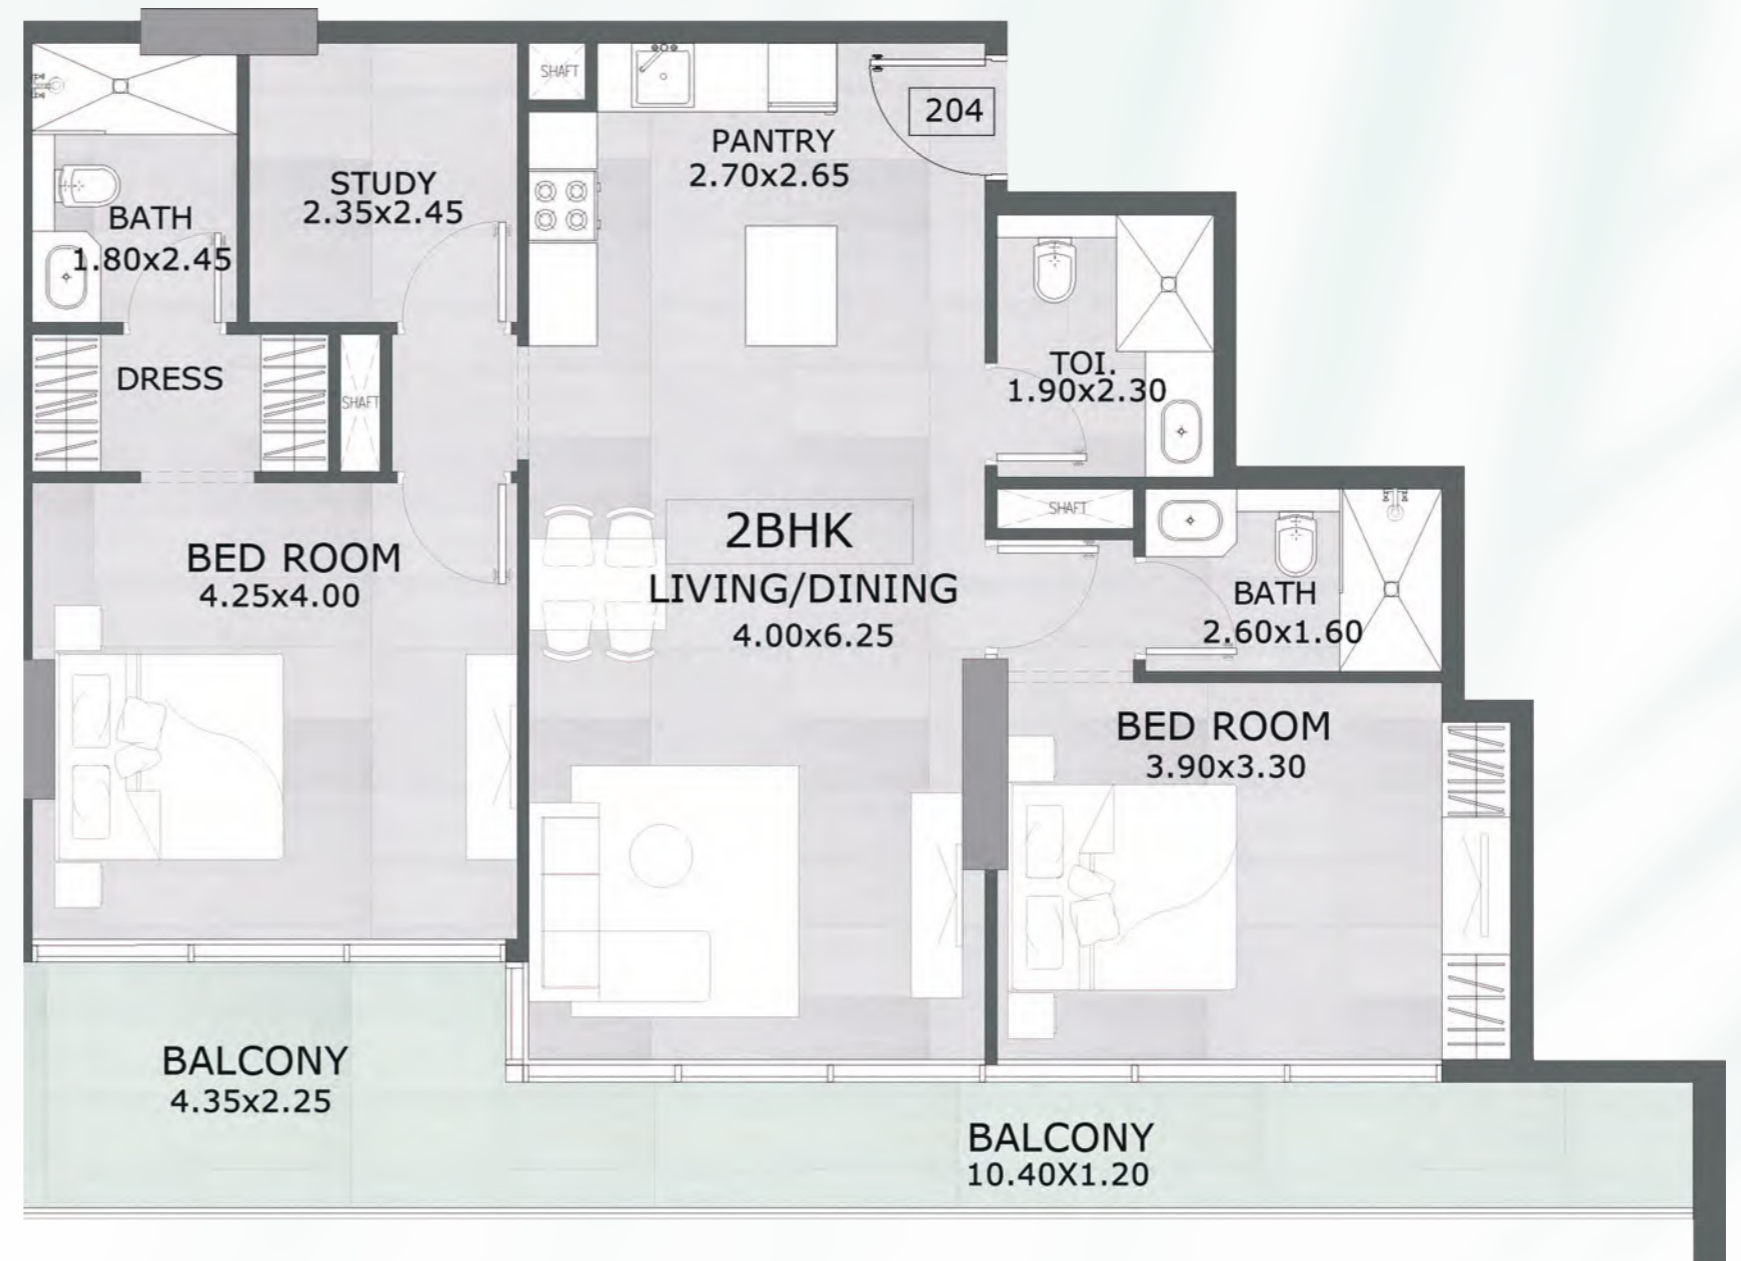 SHAFT
204
PANTRY
2.70x2.65
STUDY
2.35x2.45
BATH
1.80x2.45
TOI.
1.90x2.30
DRESS
SHAFT
SHAFT
2BHK
LIVING/DINING
4.00x6.25
BED ROOM
4.25x4.00
BATH
2.60x1.60
BED ROOM
3.90x3.30
BALCONY
4.35x2.25
BALCONY
10.40X1.20